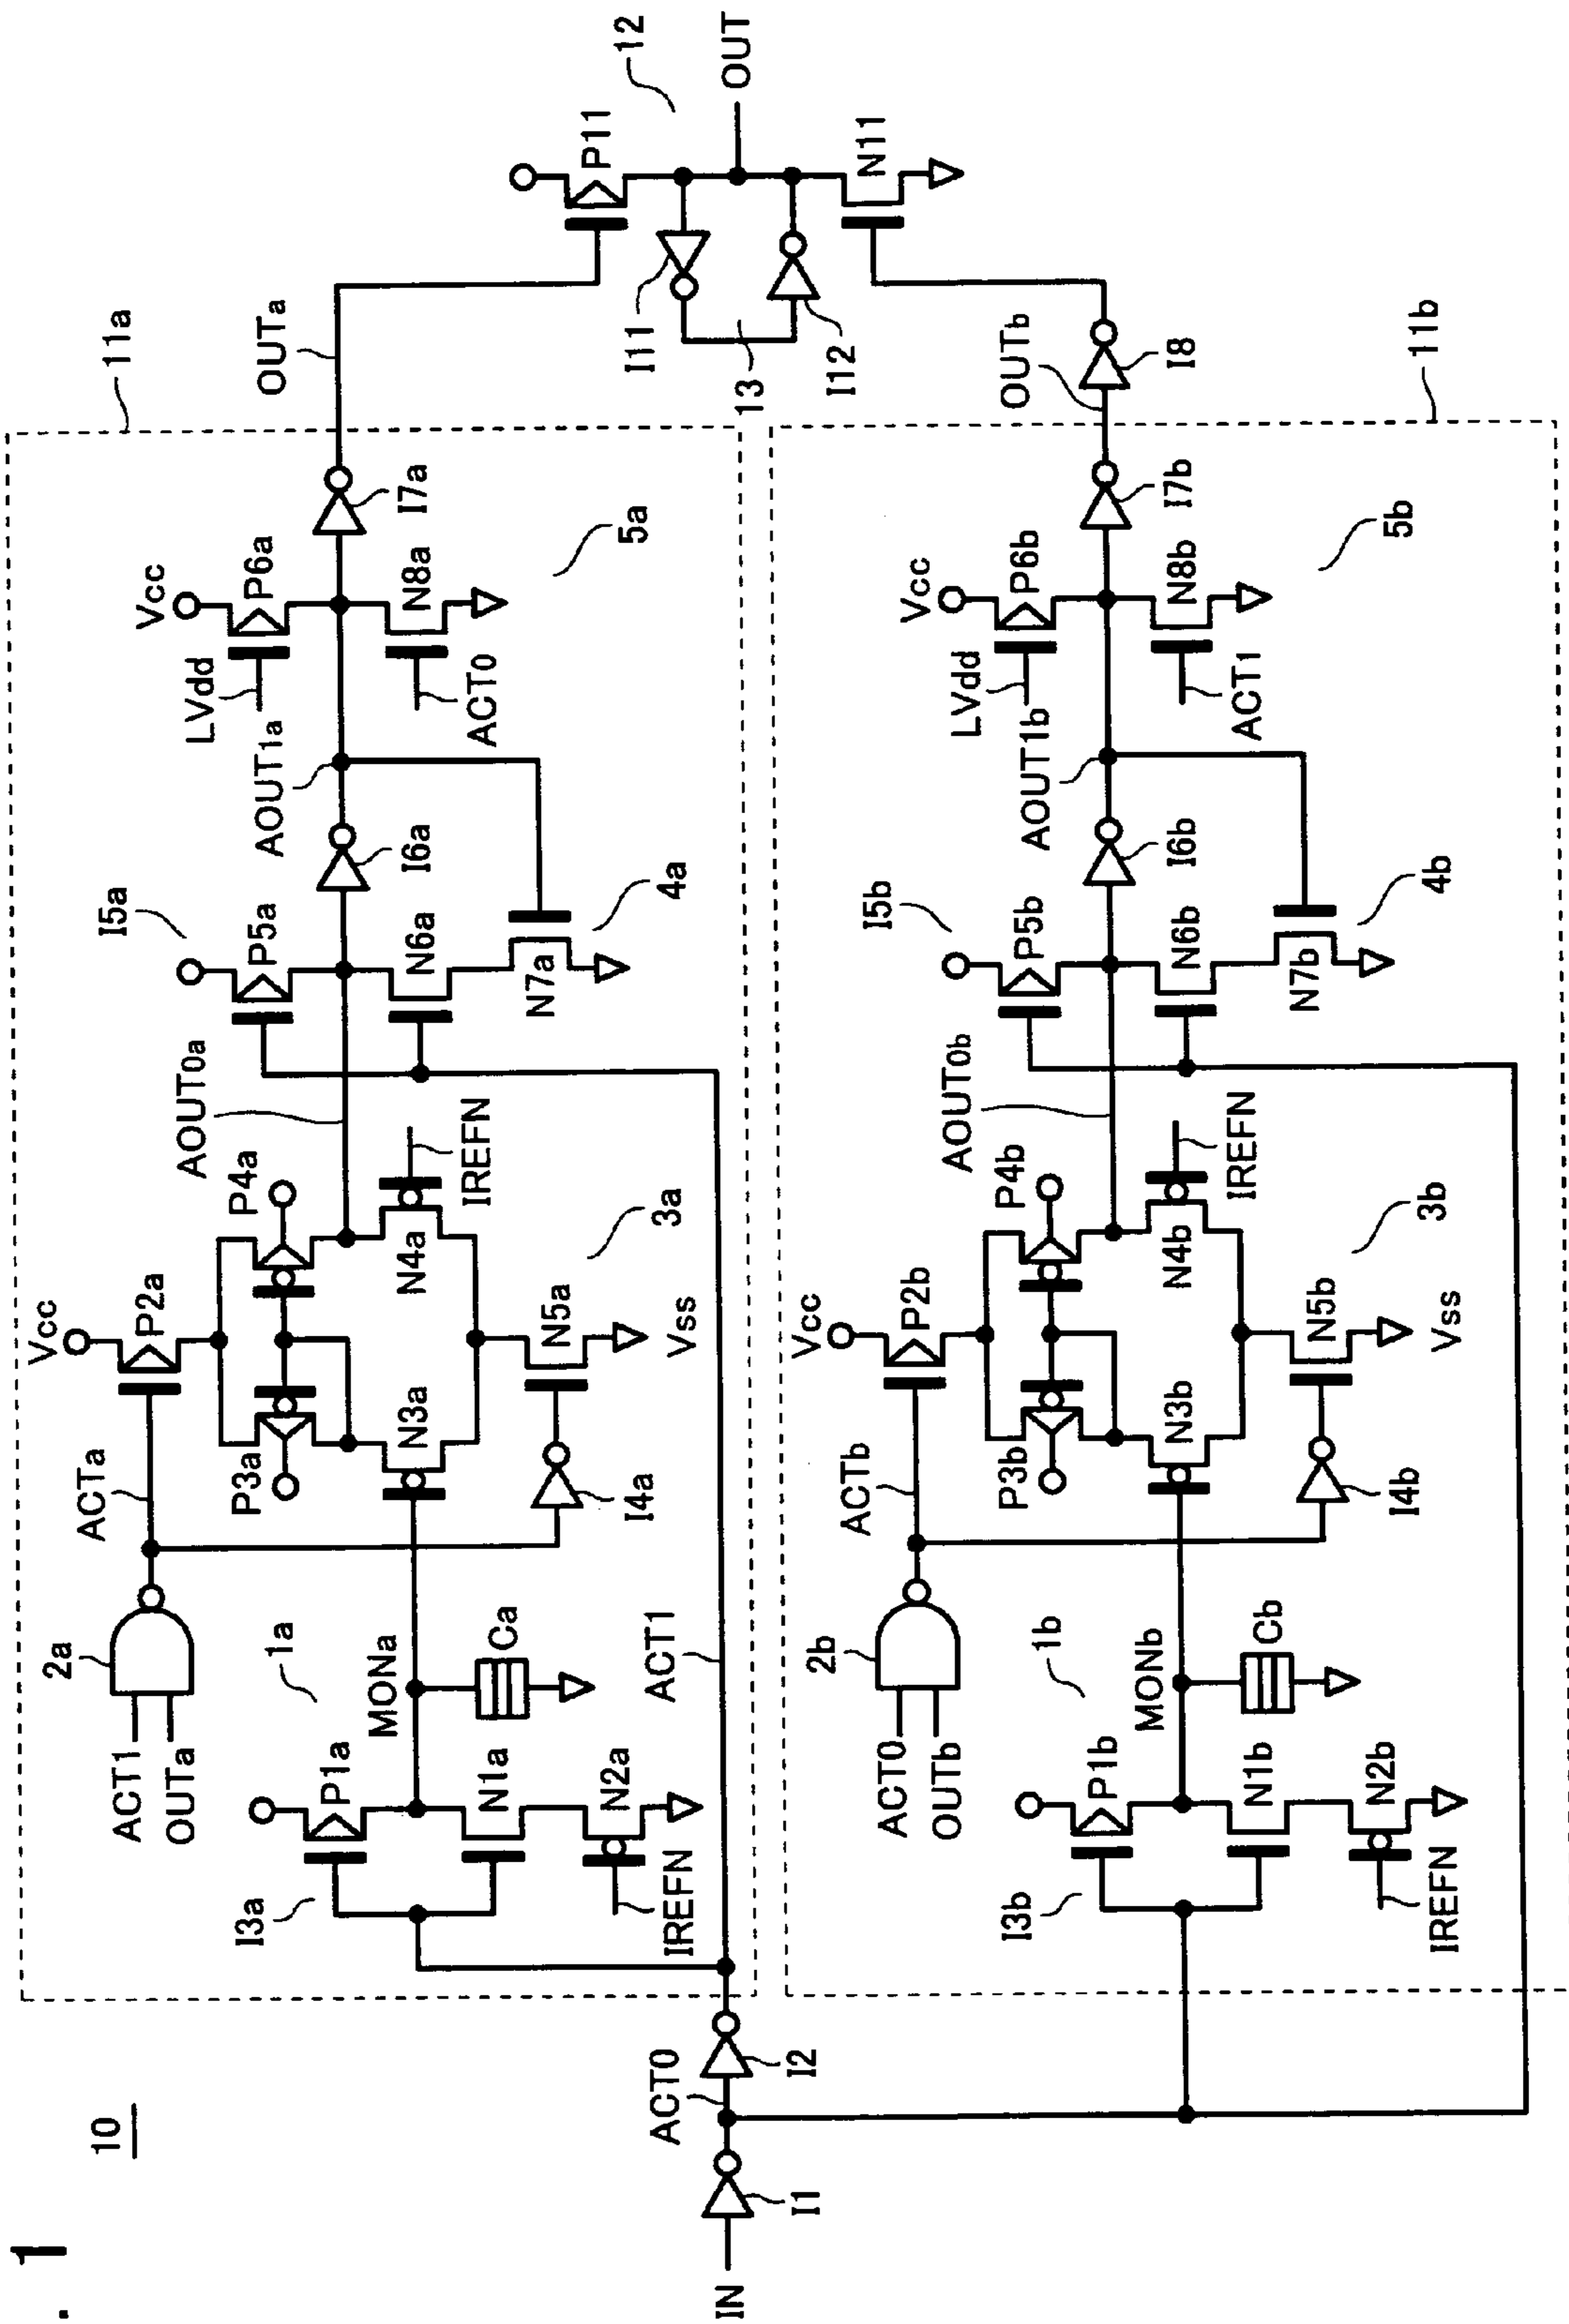 . 1
10
11a
2a
ACT1
OUTa
ACTa
Vcc
P2a
P3a
P4a
N3a
N4a
IREFN
N5a
Vss
I4a
3a
1a
I3a
P1a
N1a
N2a
IREFN
MONa
Ca
ACT1
AOUT0a
I5a
P5a
N6a
N7a
4a
I6a
AOUT1a
LVdd
Vcc
P6a
N8a
ACT0
5a
I7a
OUTa
IN
I1
ACT0
I2
P11
12
OUT
I11
13
I12
N11
11b
2b
ACT0
OUTb
ACTb
Vcc
P2b
P3b
P4b
N3b
N4b
IREFN
N5b
Vss
I4b
3b
1b
I3b
P1b
N1b
N2b
IREFN
MONb
Cb
AOUT0b
I5b
P5b
N6b
N7b
4b
I6b
AOUT1b
LVdd
Vcc
P6b
N8b
ACT1
5b
I7b
OUTb
I8